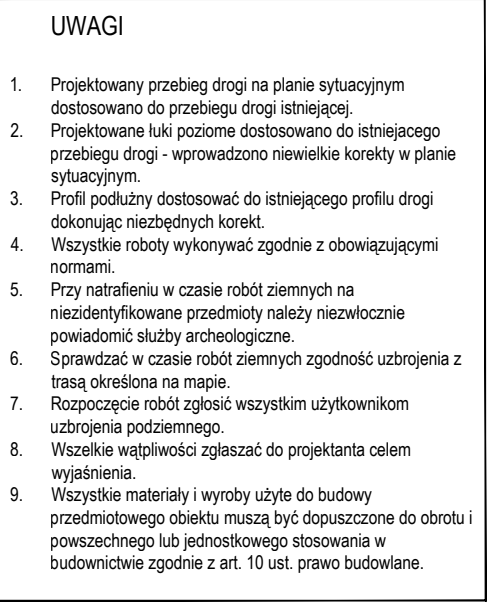 UWAGI
1. Projektowany przebieg drogi na planie sytuacyjnym
dostosowano do przebiegu drogi istniejącej.
2. Projektowane łuki poziome dostosowano do istniejacego
przebiegu drogi - wprowadzono niewielkie korekty w planie
sytuacyjnym.
3. Profil podłużny dostosować do istniejącego profilu drogi
dokonując niezbędnych korekt.
4. Wszystkie roboty wykonywać zgodnie z obowiązującymi
normami.
5. Przy natrafieniu w czasie robót ziemnych na
niezidentyfikowane przedmioty należy niezwłocznie
powiadomić służby archeologiczne.
6. Sprawdzać w czasie robót ziemnych zgodność uzbrojenia z
trasą określona na mapie.
7. Rozpoczęcie robót zgłosić wszystkim użytkownikom
uzbrojenia podziemnego.
8. Wszelkie wątpliwości zgłaszać do projektanta celem
wyjaśnienia.
9. Wszystkie materiały i wyroby użyte do budowy
przedmiotowego obiektu muszą być dopuszczone do obrotu i
powszechnego lub jednostkowego stosowania w
budownictwie zgodnie z art. 10 ust. prawo budowlane.